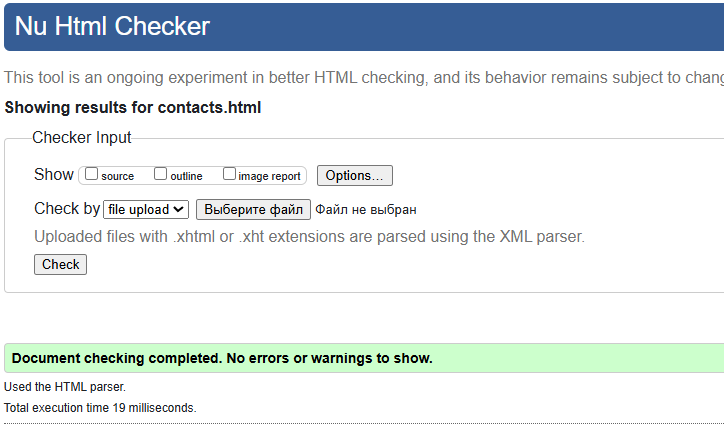 Nu Html Checker
This tool is an ongoing experiment in better HTML checking, and its behavior remains subject to chang
Showing results for contacts.html
Checker Input
Show source outline image report Options...
Check by file upload Выберите файл Файл не выбран
Uploaded files with .xhtml or .xht extensions are parsed using the XML parser.
Check
Document checking completed. No errors or warnings to show.
Used the HTML parser.
Total execution time 19 milliseconds.